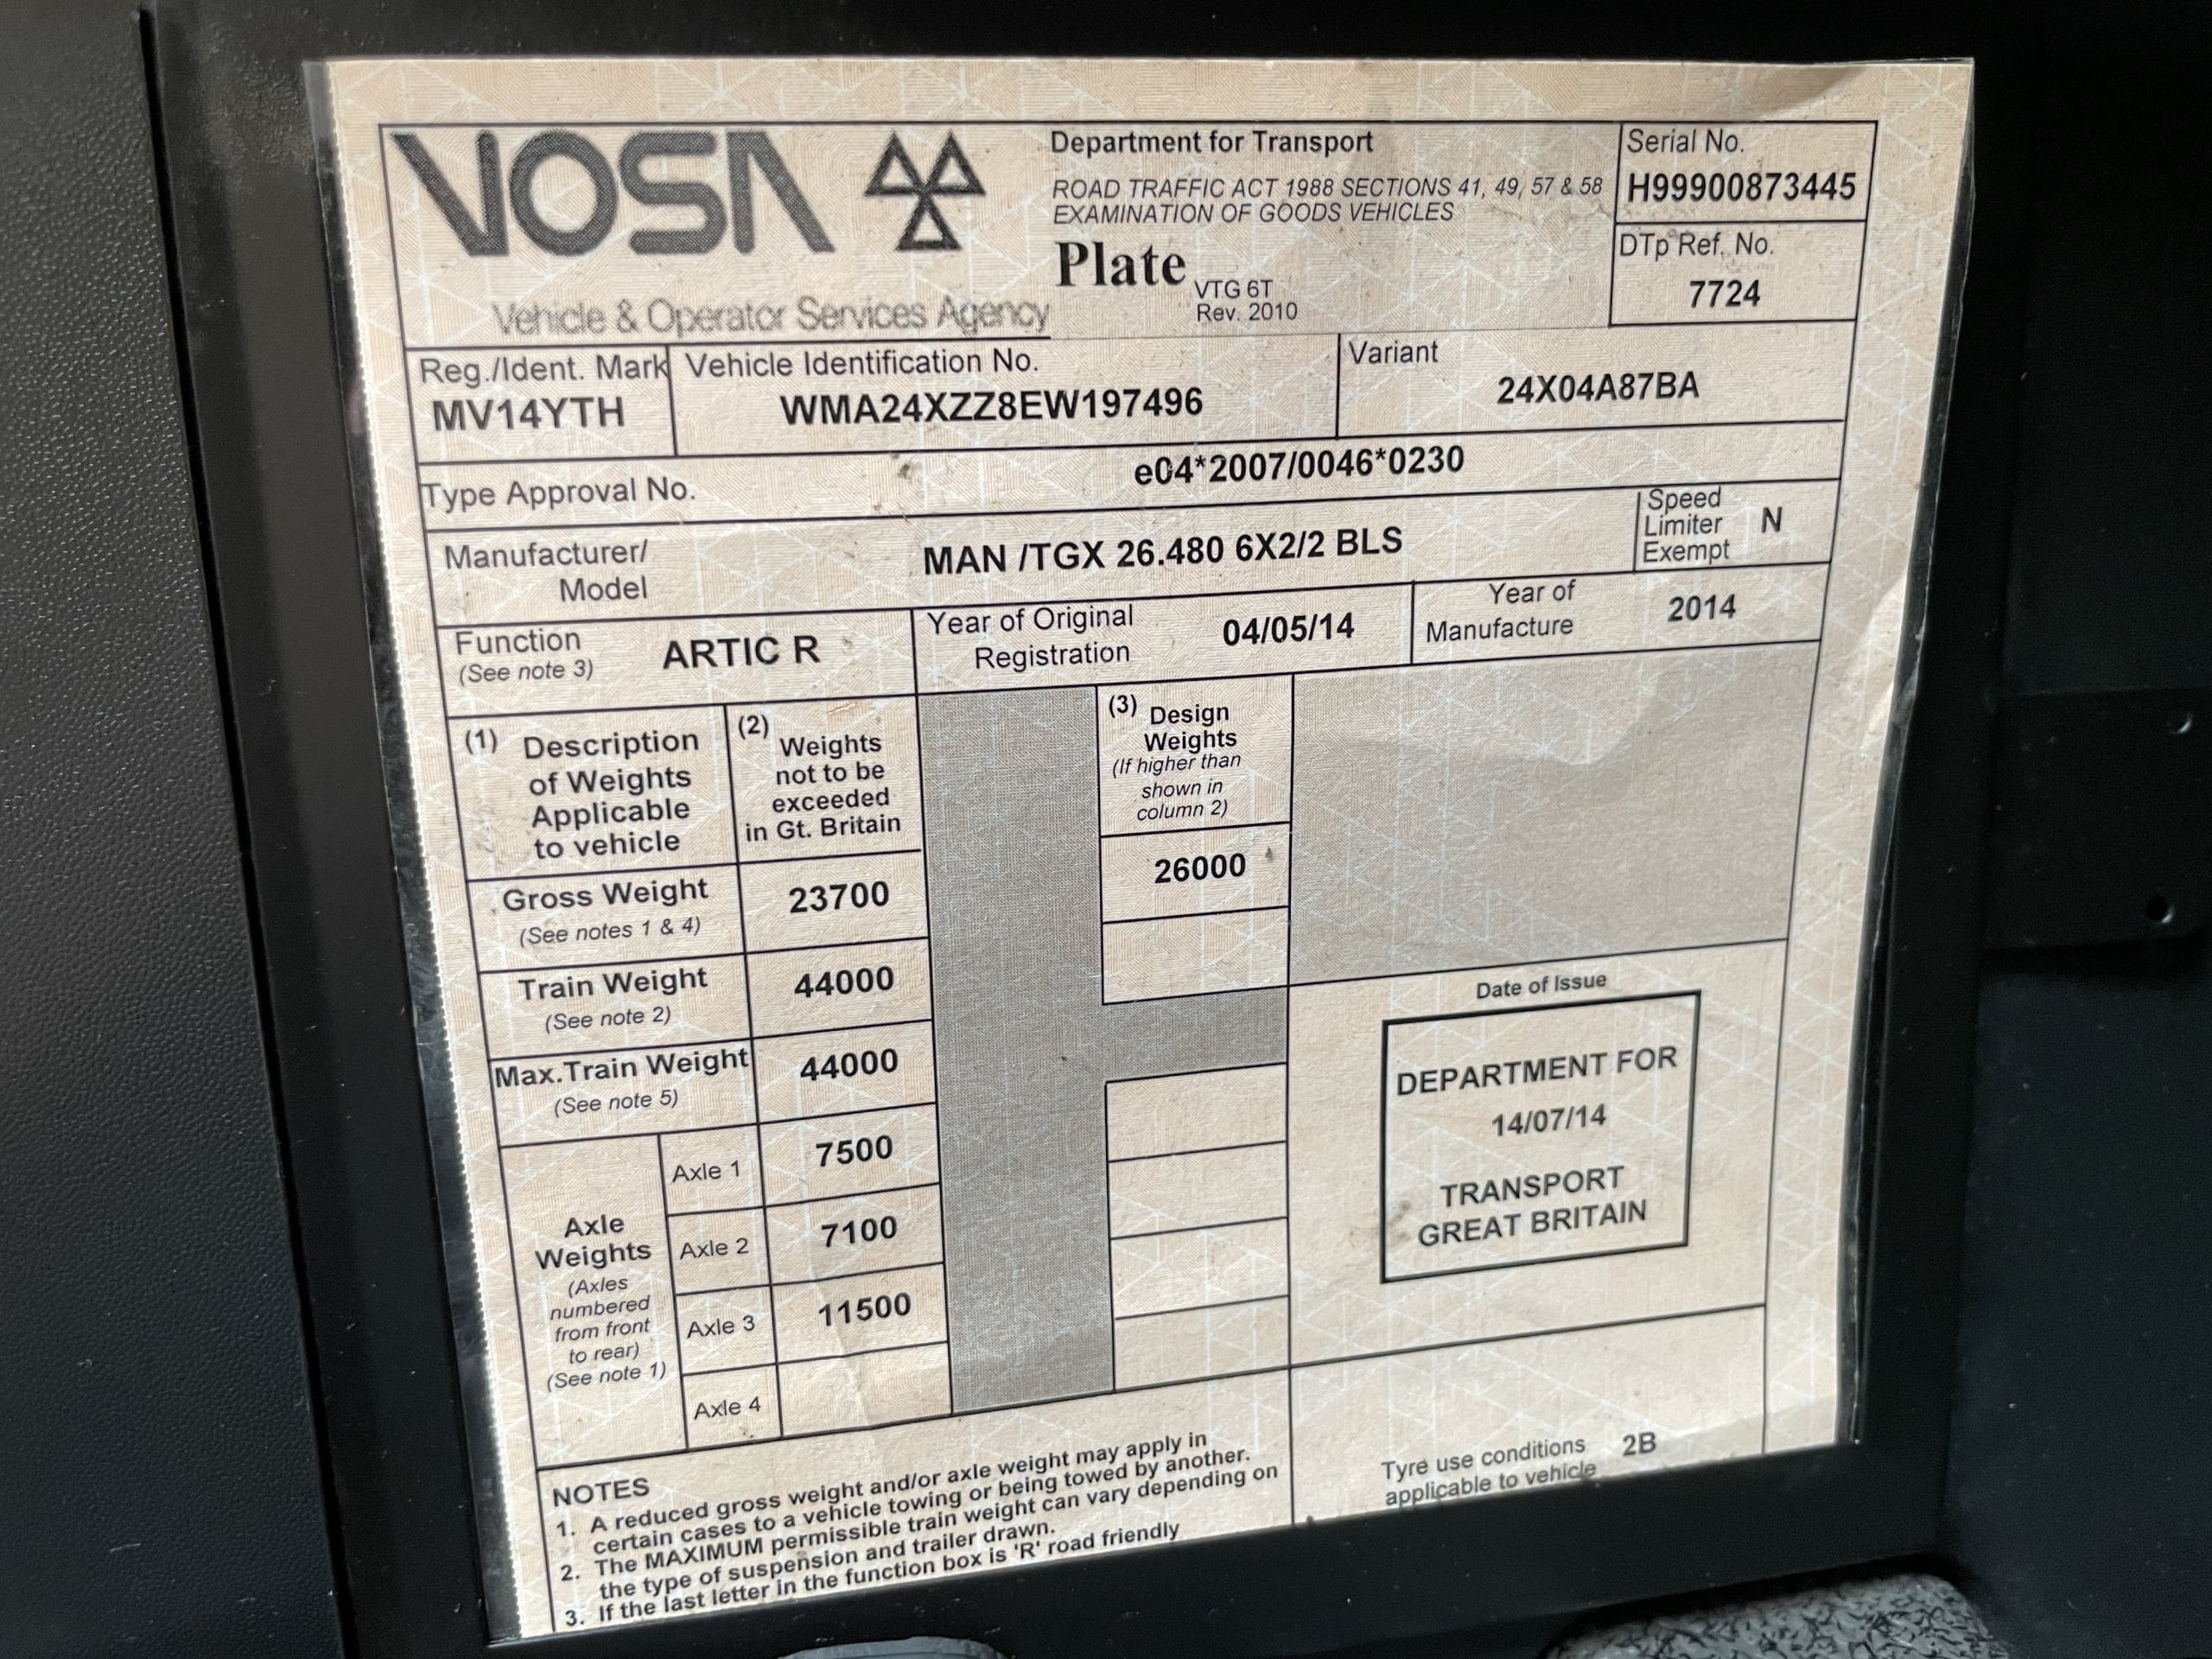 VOSA
Vehicle & Operator Services Agency
Department for Transport
ROAD TRAFFIC ACT 1988 SECTIONS 41, 49, 57 & 58
EXAMINATION OF GOODS VEHICLES
Plate VTG 6T
Rev. 2010
Serial No.
H99900873445
DTp Ref. No.
7724
Reg./Ident. Mark
MV14YTH
Vehicle Identification No.
WMA24XZZ8EW197496
Variant
24X04A87BA
Type Approval No. e04*2007/0046*0230
Manufacturer/
Model
MAN /TGX 26.480 6X2/2 BLS
Speed
Limiter
Exempt
N
Function
(See note 3)
ARTIC R
Year of Original
Registration
04/05/14
Year of
Manufacture
2014
(1) Description
of Weights
Applicable
to vehicle
(2)
Weights
not to be
exceeded
in Gt. Britain
(3) Design
Weights
(If higher than
shown in
column 2)
Gross Weight
(See notes 1 & 4)
23700
26000
Train Weight
(See note 2)
44000
Max.Train Weight
(See note 5)
44000
Axle
Weights
(Axles
numbered
from front
to rear)
(See note 1)
Axle 1 7500
Axle 2 7100
Axle 3 11500
Axle 4
Date of Issue
DEPARTMENT FOR
14/07/14
TRANSPORT
GREAT BRITAIN
Tyre use conditions
applicable to vehicle
2B
NOTES
1. A reduced gross weight and/or axle weight may apply in
certain cases to a vehicle towing or being towed by another.
2. The MAXIMUM permissible train weight can vary depending on
the type of suspension and trailer drawn.
3. If the last letter in the function box is 'R' road friendly